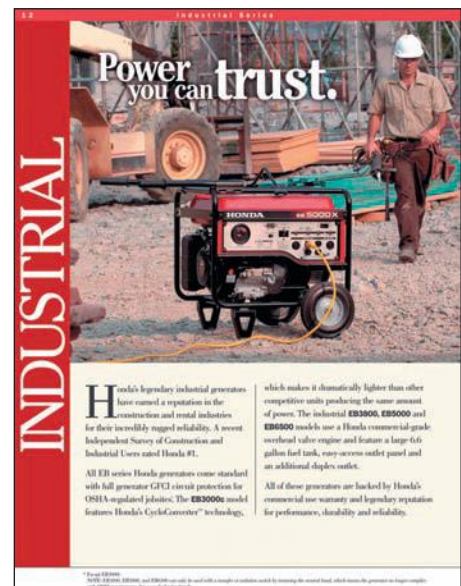 12
Industrial Series
Power
you can trust.
INDUSTRIAL
HONDA
EB 5000X
Honda's legendary industrial generators
have earned a reputation in the
construction and rental industries
for their incredibly rugged reliability. A recent
Independent Survey of Construction and
Industrial Users rated Honda #1.
All EB series Honda generators come standard
with full generator GFCI circuit protection for
OSHA-regulated jobsites*. The EB3000c model
features Honda's CycloConverter™ technology,
which makes it dramatically lighter than other
competitive units producing the same amount
of power. The industrial EB3800, EB5000 and
EB6500 models use a Honda commercial-grade
overhead valve engine and feature a large 6.6
gallon fuel tank, easy-access outlet panel and
an additional duplex outlet.
All of these generators are backed by Honda's
commercial use warranty and legendary reputation
for performance, durability and reliability.